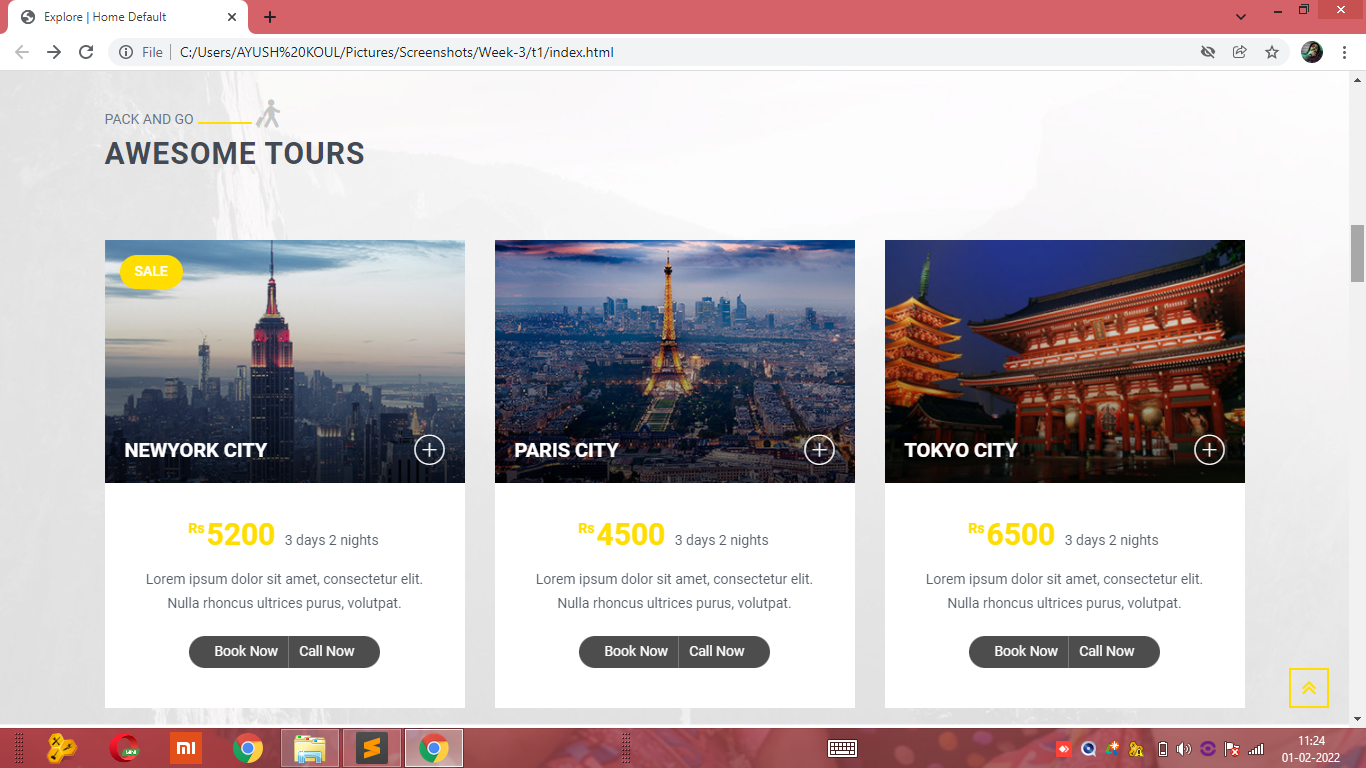 Explore | Home Default
File
C:/Users/AYUSH%20KOUL/Pictures/Screenshots/Week-3/t1/index.html
PACK AND GO
AWESOME TOURS
SALE
NEWYORK CITY
PARIS CITY
TOKYO CITY
Rs 5200 3 days 2 nights
Lorem ipsum dolor sit amet, consectetur elit.
Nulla rhoncus ultrices purus, volutpat.
Book Now Call Now
Rs 4500 3 days 2 nights
Lorem ipsum dolor sit amet, consectetur elit.
Nulla rhoncus ultrices purus, volutpat.
Book Now Call Now
Rs 6500 3 days 2 nights
Lorem ipsum dolor sit amet, consectetur elit.
Nulla rhoncus ultrices purus, volutpat.
Book Now Call Now
mi
11:24
01-02-2022